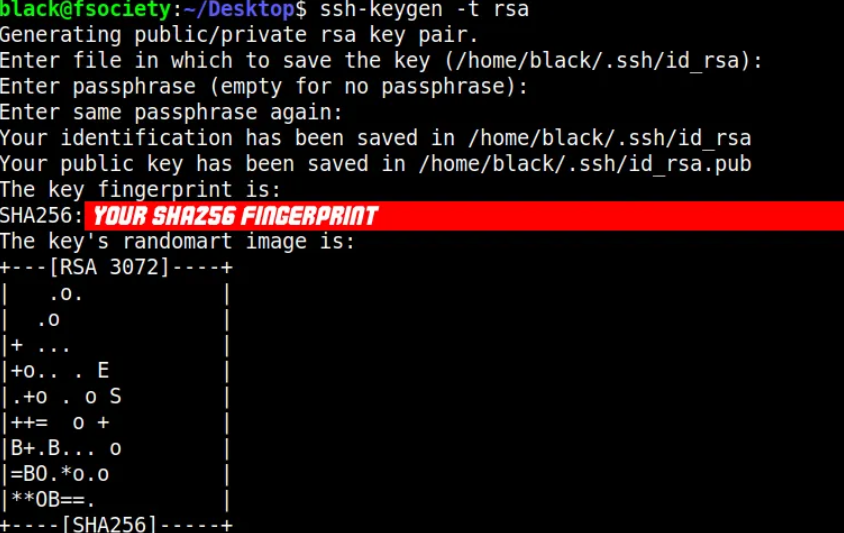 black@fsociety:~/Desktop$ ssh-keygen -t rsa
Generating public/private rsa key pair.
Enter file in which to save the key (/home/black/.ssh/id_rsa):
Enter passphrase (empty for no passphrase):
Enter same passphrase again:
Your identification has been saved in /home/black/.ssh/id_rsa
Your public key has been saved in /home/black/.ssh/id_rsa.pub
The key fingerprint is:
SHA256: YOUR SHA256 FINGERPRINT
The key's randomart image is:
+---[RSA 3072]----+
|   .o.           |
|  .o             |
|+ ...            |
|+o.. . E         |
|.+o . o S        |
|++=  o +         |
|B+.B... o        |
|=BO.*o.o         |
|**OB==.          |
+----[SHA256]-----+